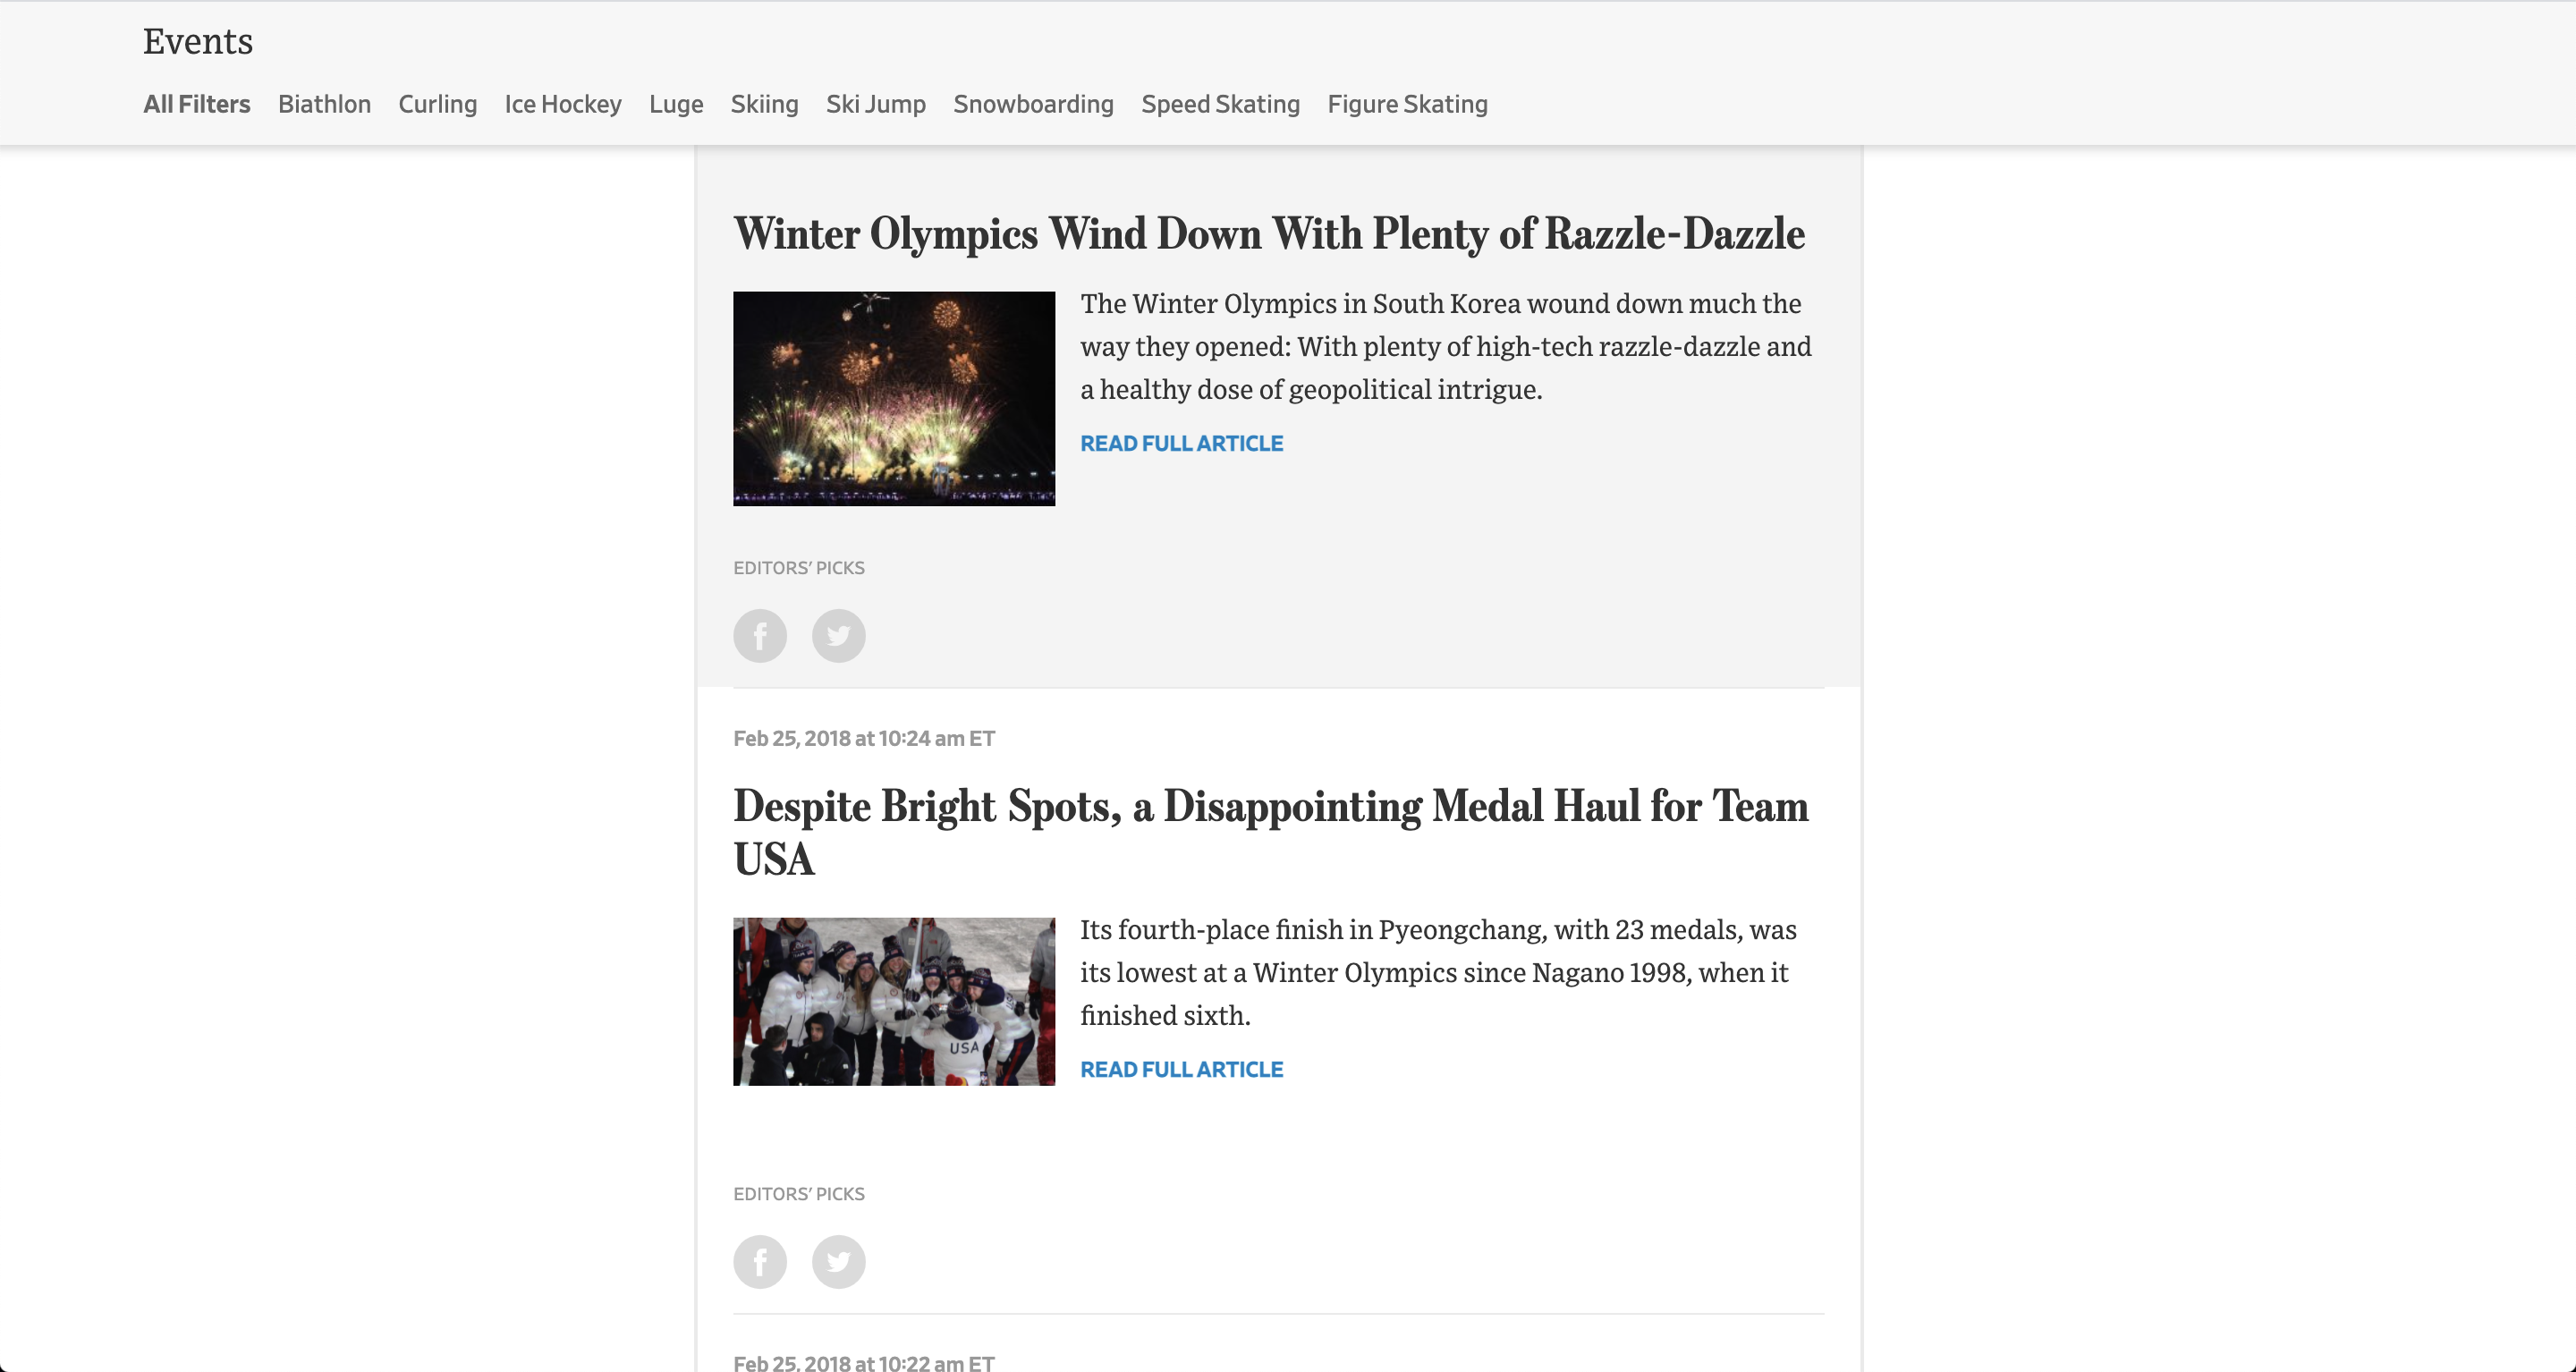 Events
All Filters Biathlon Curling Ice Hockey Luge Skiing Ski Jump Snowboarding Speed Skating Figure Skating
Winter Olympics Wind Down With Plenty of Razzle-Dazzle
The Winter Olympics in South Korea wound down much the
way they opened: With plenty of high-tech razzle-dazzle and
a healthy dose of geopolitical intrigue.
READ FULL ARTICLE
EDITORS’ PICKS
Feb 25, 2018 at 10:24 am ET
Despite Bright Spots, a Disappointing Medal Haul for Team
USA
Its fourth-place finish in Pyeongchang, with 23 medals, was
its lowest at a Winter Olympics since Nagano 1998, when it
finished sixth.
USA
READ FULL ARTICLE
EDITORS’ PICKS
Feb 25, 2018 at 10:22 am ET